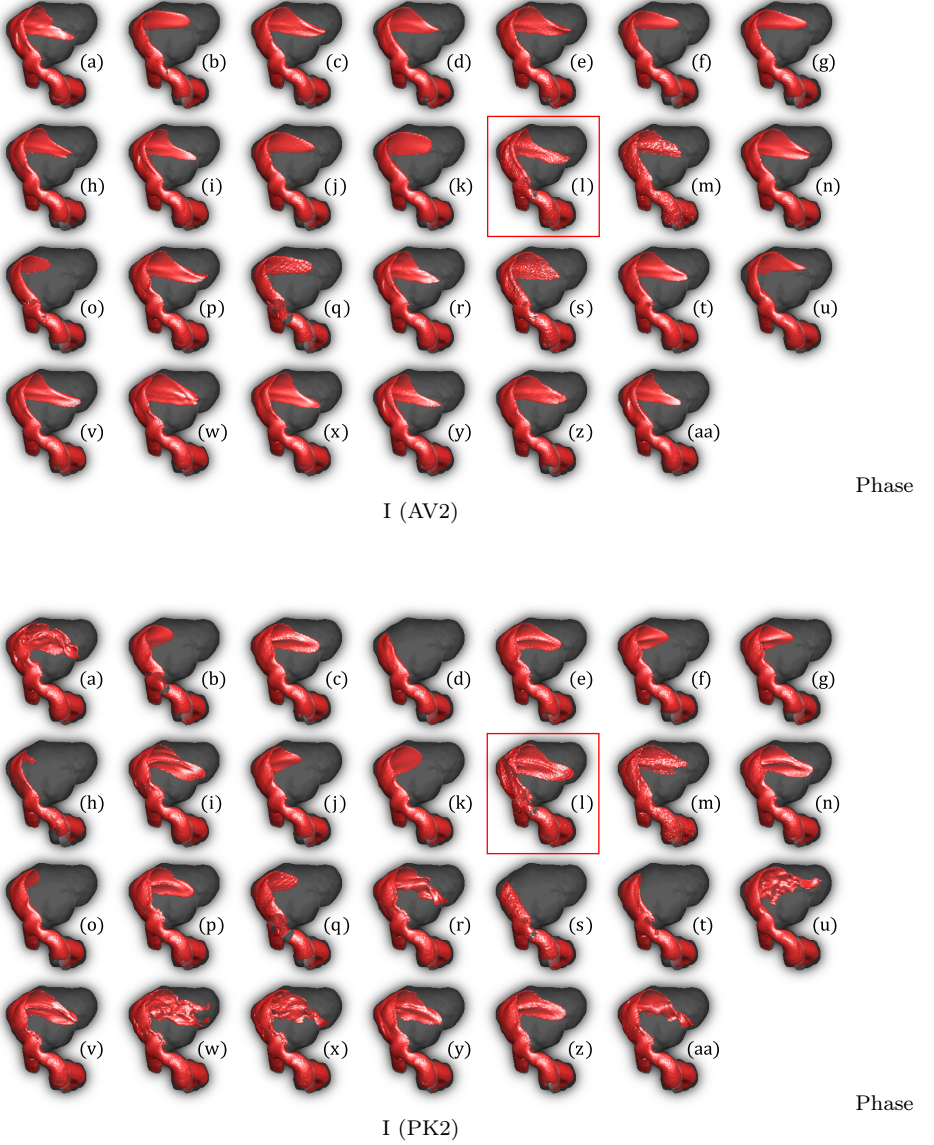 (a) (b) (c) (d) (e) (f) (g)
(h) (i) (j) (k) (l) (m) (n)
(o) (p) (q) (r) (s) (t) (u)
(v) (w) (x) (y) (z) (aa)
Phase
I (AV2)
(a) (b) (c) (d) (e) (f) (g)
(h) (i) (j) (k) (l) (m) (n)
(o) (p) (q) (r) (s) (t) (u)
(v) (w) (x) (y) (z) (aa)
Phase
I (PK2)